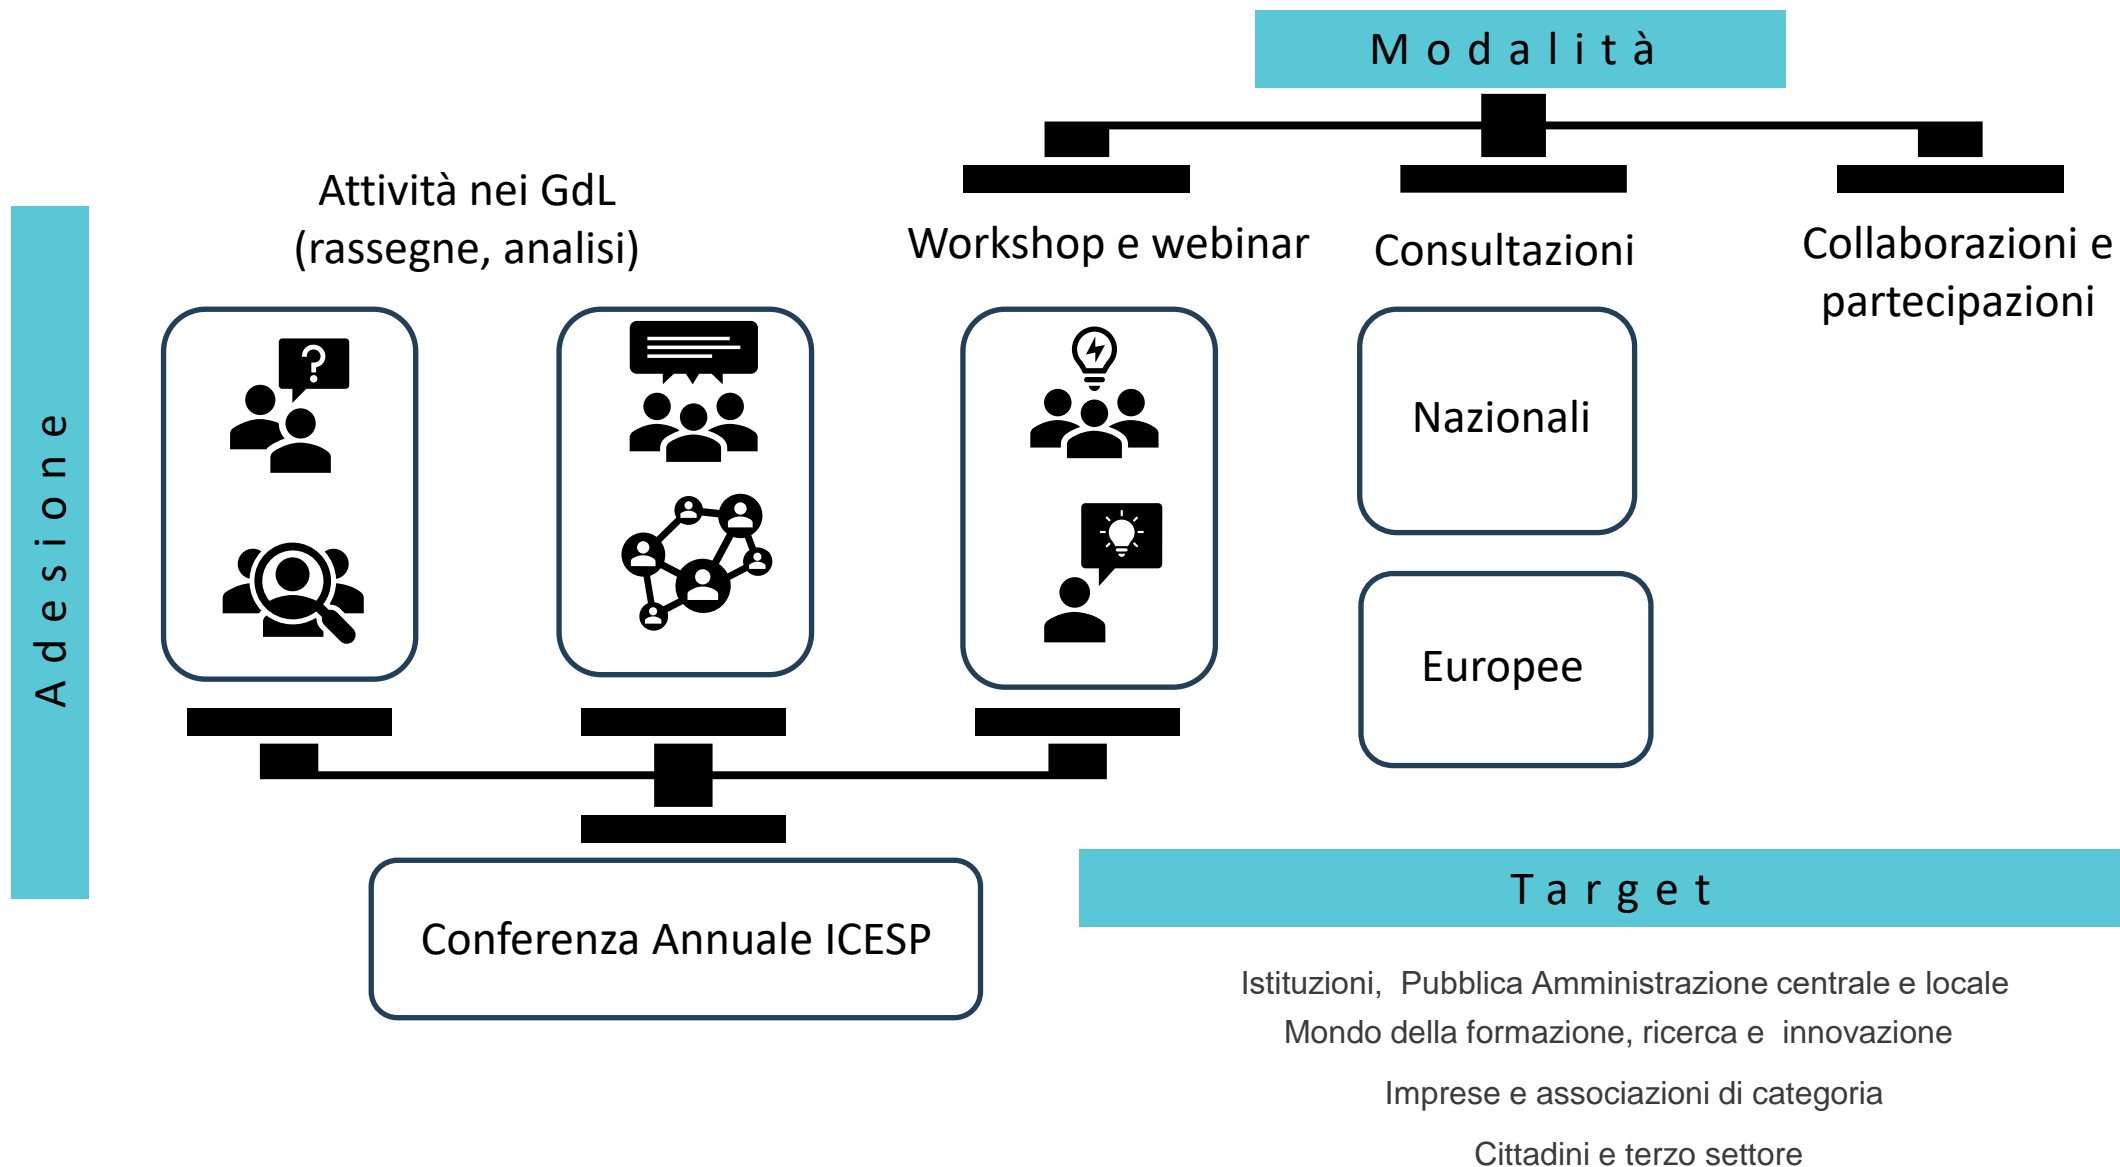 Modalità
Attività nei GdL
(rassegne, analisi)
Workshop e webinar
Consultazioni
Collaborazioni e
partecipazioni
Adesione
?
Nazionali
Europee
Conferenza Annuale ICESP
Target
Istituzioni, Pubblica Amministrazione centrale e locale
Mondo della formazione, ricerca e innovazione
Imprese e associazioni di categoria
Cittadini e terzo settore